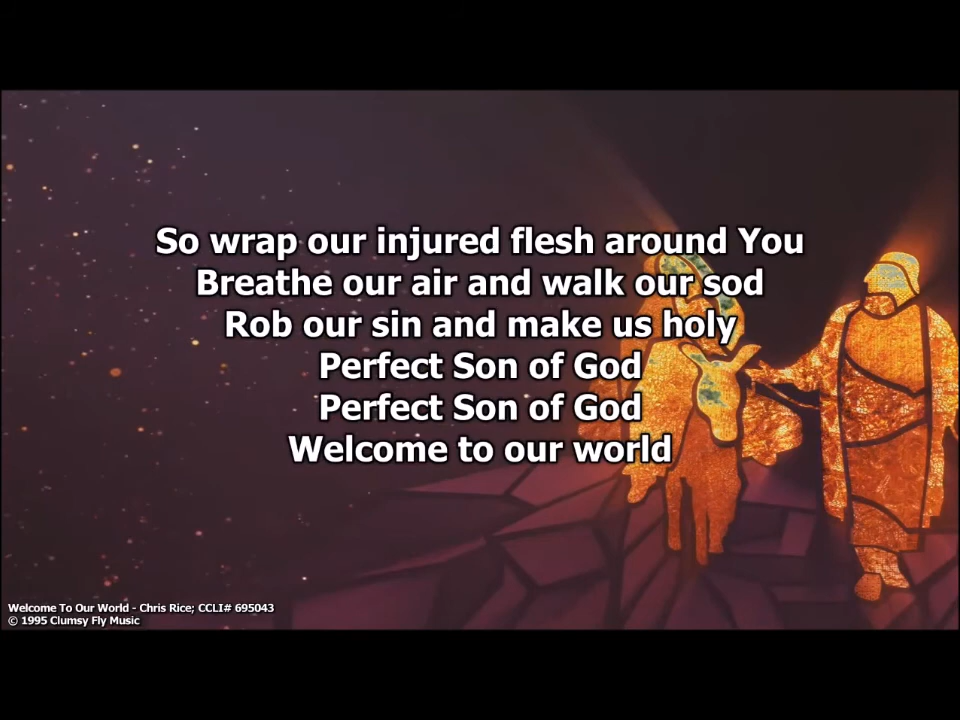 So wrap our injured flesh around You
Breathe our air and walk our sod
Rob our sin and make us holy
Perfect Son of God
Perfect Son of God
Welcome to our world
Welcome To Our World - Chris Rice; CCLI# 695043
© 1995 Clumsy Fly Music